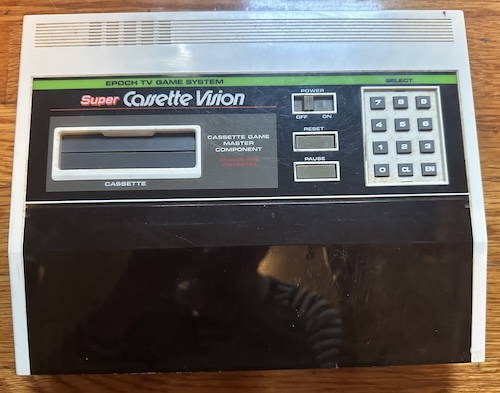 EPOCH TV GAME SYSTEM
Super Cassette Vision
CASSETTE GAME
MASTER
COMPONENT
CASSETTE
POWER
OFF ON
RESET
PAUSE
SELECT
7 8 9
4 5 6
1 2 3
0 CL EN